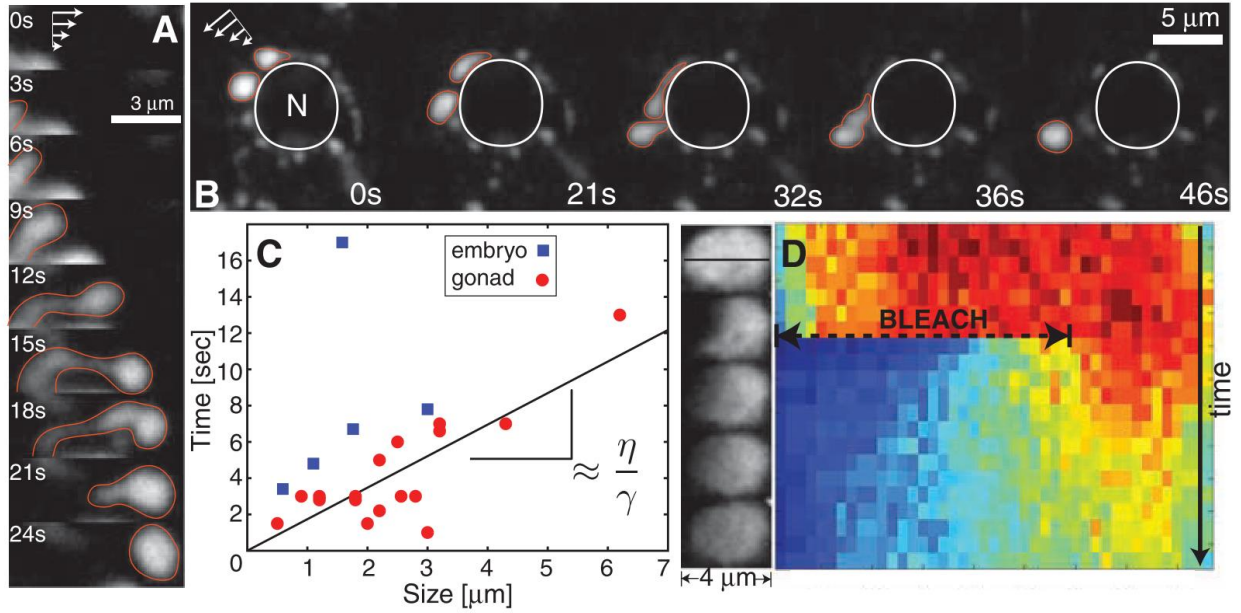 0s
A
3s
3 μm
6s
9s
12s
15s
18s
21s
24s
5 μm
N
B
0s
21s
32s
36s
46s
C
embryo
gonad
16
14
12
10
8
6
4
2
0
Time [sec]
1
2
3
4
5
6
7
Size [μm]
≈ η/γ
4 μm
D
BLEACH
time